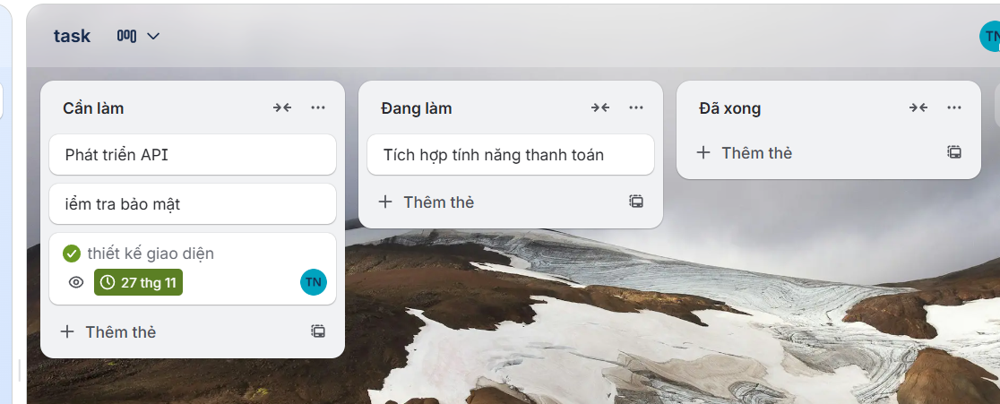 task
TN
Cần làm
Phát triển API
iểm tra bảo mật
thiết kế giao diện
27 thg 11
TN
Thêm thẻ
Đang làm
Tích hợp tính năng thanh toán
Thêm thẻ
Đã xong
Thêm thẻ